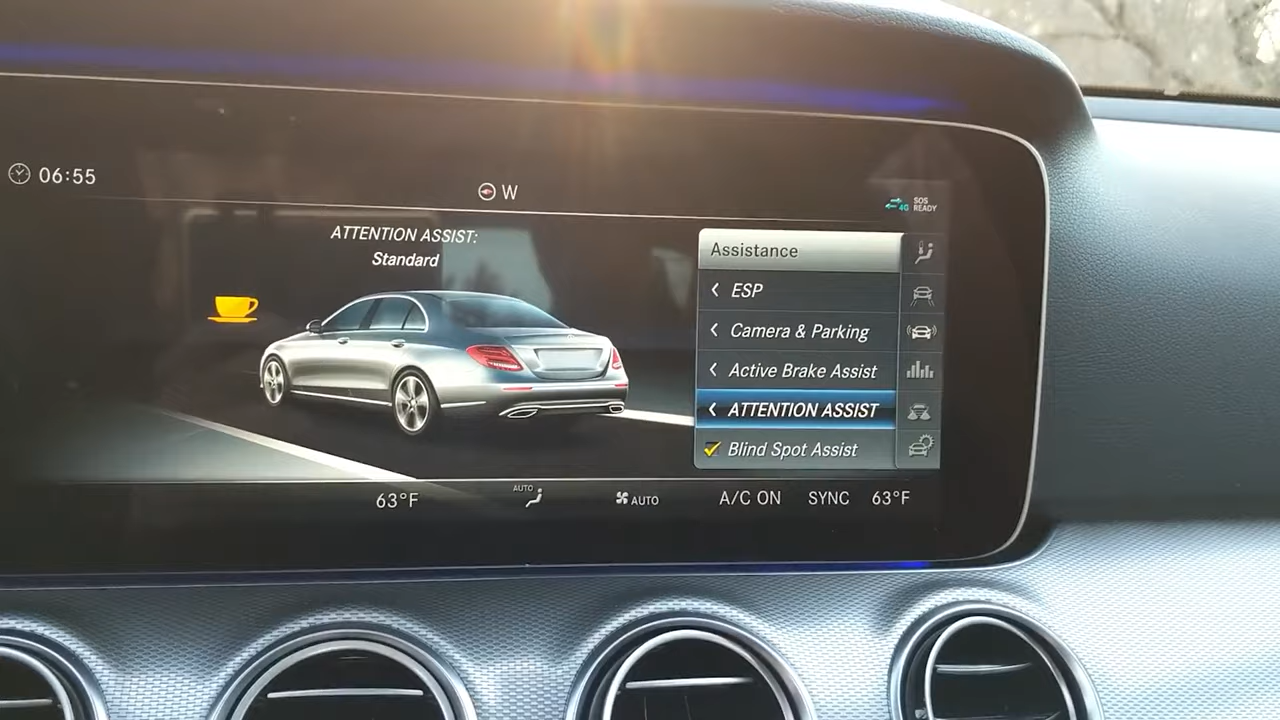 06:55
W
4G
SOS
READY
ATTENTION ASSIST:
Standard
Assistance
ESP
Camera & Parking
Active Brake Assist
ATTENTION ASSIST
Blind Spot Assist
63°F
AUTO
AUTO
A/C ON
SYNC
63°F